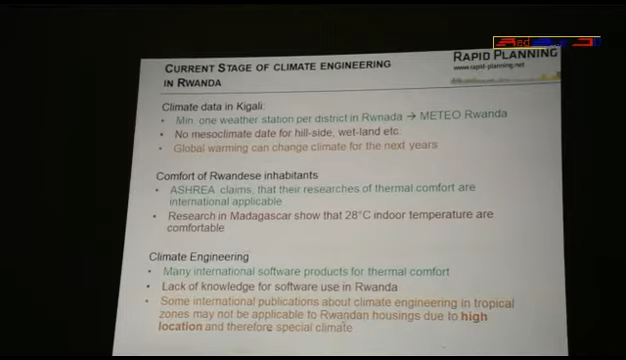 CURRENT STAGE OF CLIMATE ENGINEERING
IN RWANDA
RAPID PLANNING
www.rapid-planning.net
Climate data in Kigali:
• Min. one weather station per district in Rwnada → METEO Rwanda
• No mesoclimate date for hill-side, wet-land etc.
• Global warming can change climate for the next years
Comfort of Rwandese inhabitants
• ASHREA claims, that their researches of thermal comfort are
international applicable
• Research in Madagascar show that 28°C indoor temperature are
comfortable
Climate Engineering
• Many international software products for thermal comfort
• Lack of knowledge for software use in Rwanda
• Some international publications about climate engineering in tropical
zones may not be applicable to Rwandan housings due to high
location and therefore special climate